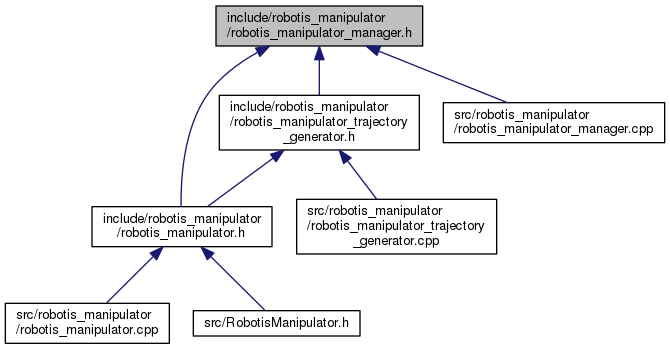 include/robotis_manipulator
/robotis_manipulator_manager.h
include/robotis_manipulator
/robotis_manipulator_trajectory
_generator.h
src/robotis_manipulator
/robotis_manipulator_manager.cpp
include/robotis_manipulator
/robotis_manipulator.h
src/robotis_manipulator
/robotis_manipulator_trajectory
_generator.cpp
src/robotis_manipulator
/robotis_manipulator.cpp
src/RobotisManipulator.h